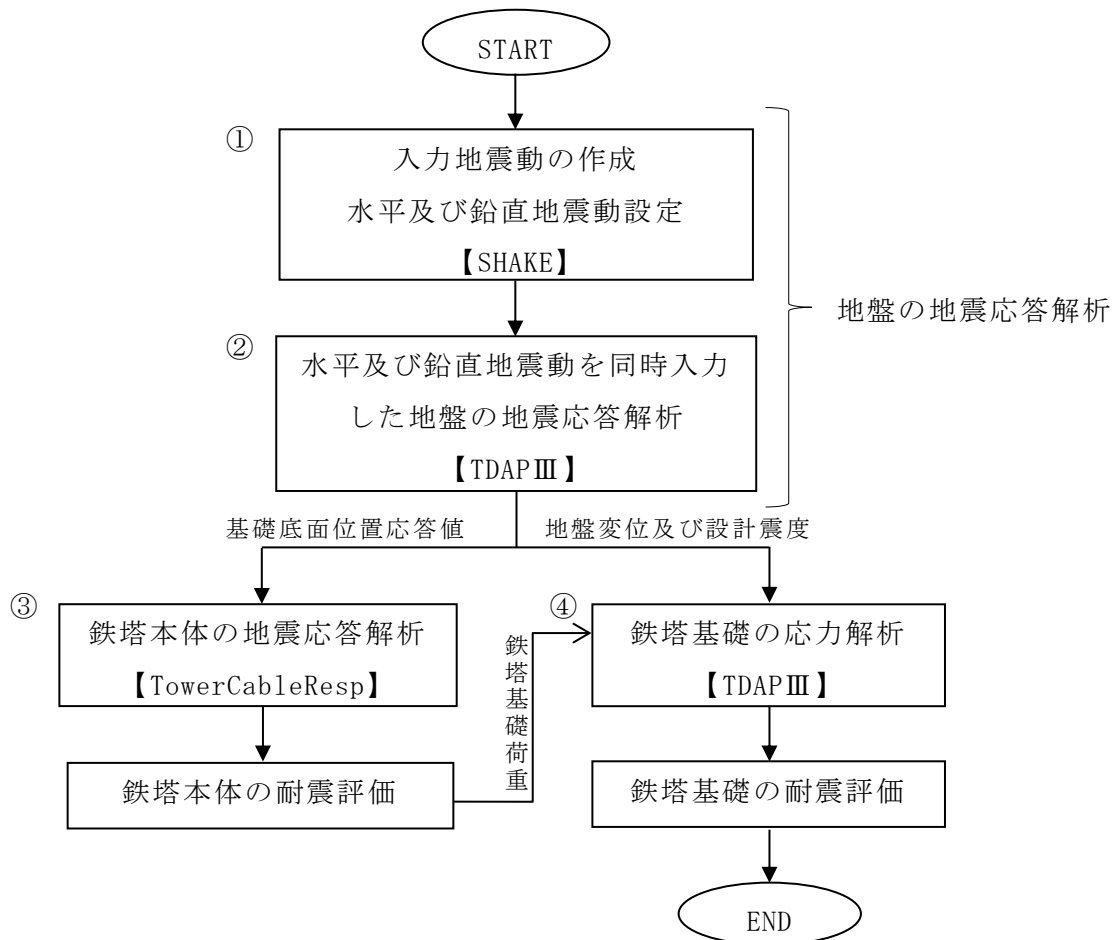 START
①
入力地震動の作成
水平及び鉛直地震動設定
【SHAKE】
地盤の地震応答解析
②
水平及び鉛直地震動を同時入力
した地盤の地震応答解析
【TDAPⅢ】
基礎底面位置応答値
地盤変位及び設計震度
③
鉄塔本体の地震応答解析
【TowerCableResp】
鉄塔本体の耐震評価
鉄塔基礎荷重
④
鉄塔基礎の応力解析
【TDAPⅢ】
鉄塔基礎の耐震評価
END